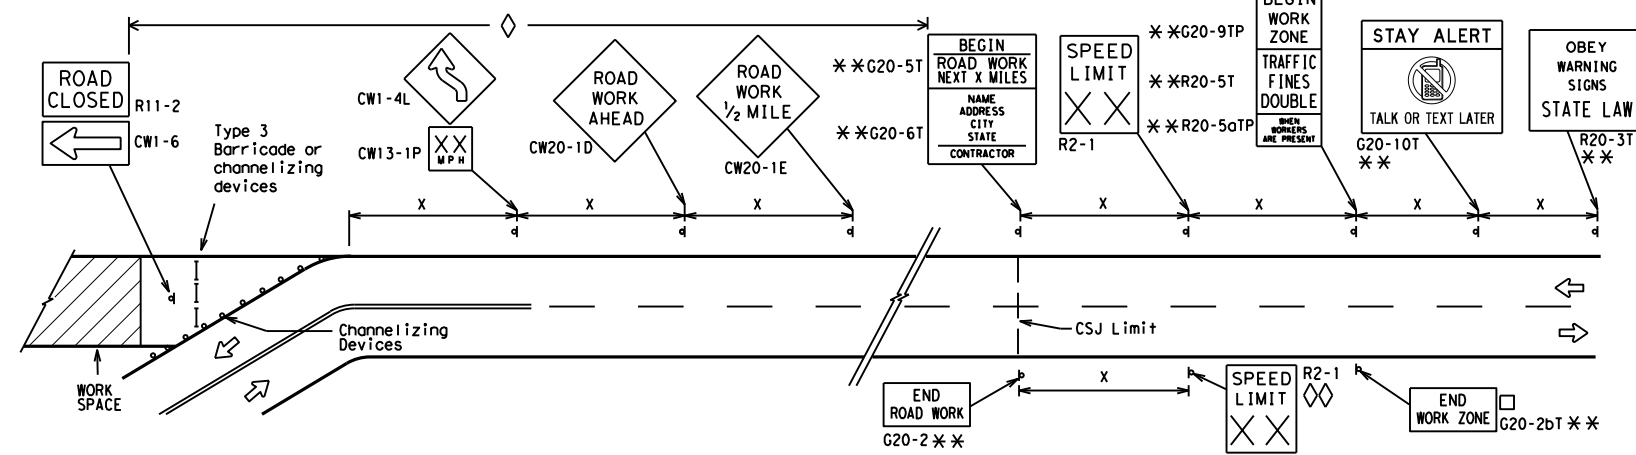 ROAD
CLOSED
R11-2
CW1-6
Type 3
Barricade or
channelizing
devices
CW1-4L
XX
MPH
CW13-1P
ROAD
WORK
AHEAD
CW20-1D
ROAD
WORK
1/2 MILE
CW20-1E
**G20-5T
**G20-6T
BEGIN
ROAD WORK
NEXT X MILES
NAME
ADDRESS
CITY
STATE
CONTRACTOR
SPEED
LIMIT
XX
R2-1
**G20-9TP
**R20-5T
**R20-5aTP
BEGIN
WORK
ZONE
TRAFFIC
FINES
DOUBLE
WHEN
WORKERS
ARE PRESENT
STAY ALERT
TALK OR TEXT LATER
G20-10T
**
OBEY
WARNING
SIGNS
STATE LAW
R20-3T
**
X
X
X
X
X
X
X
Channelizing
Devices
CSJ Limit
WORK
SPACE
END
ROAD WORK
G20-2**
X
SPEED
LIMIT
XX
R2-1
END
WORK ZONE
G20-2bT**